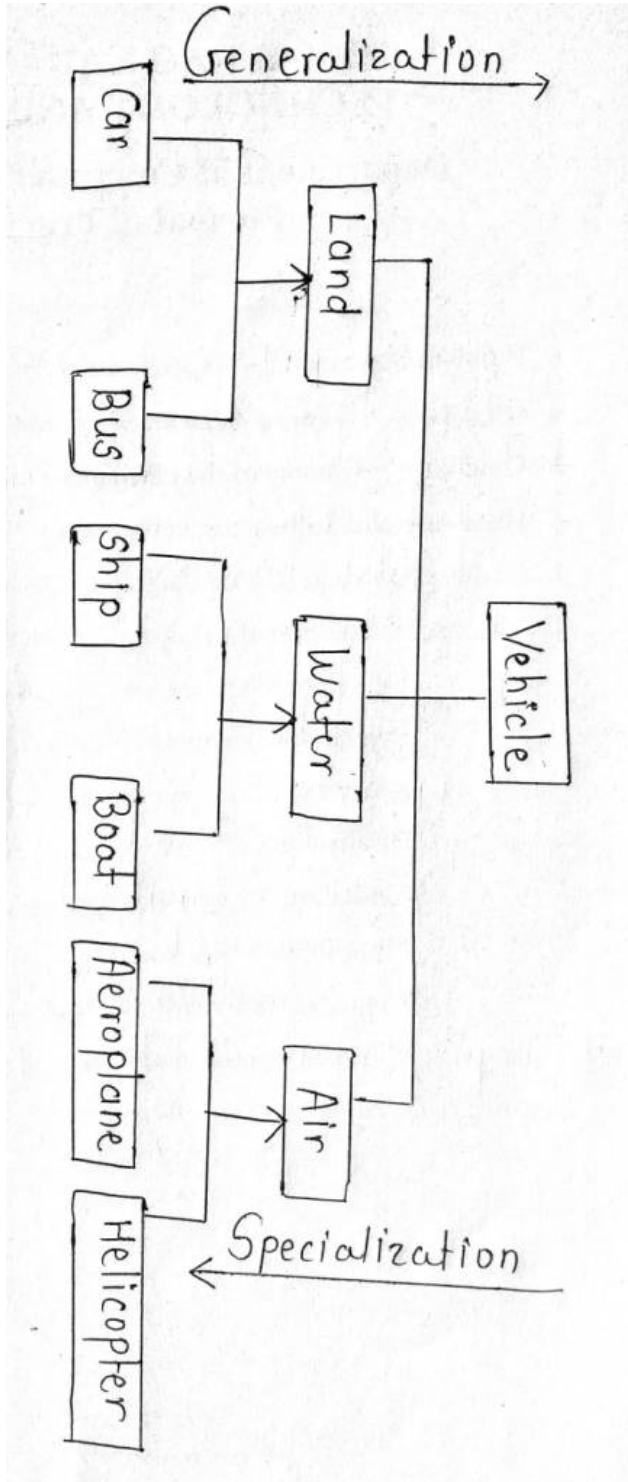 Generalization
Car
Land
Bus
Ship
Water
Vehicle
Boat
Aeroplane
Air
Specialization
Helicopter